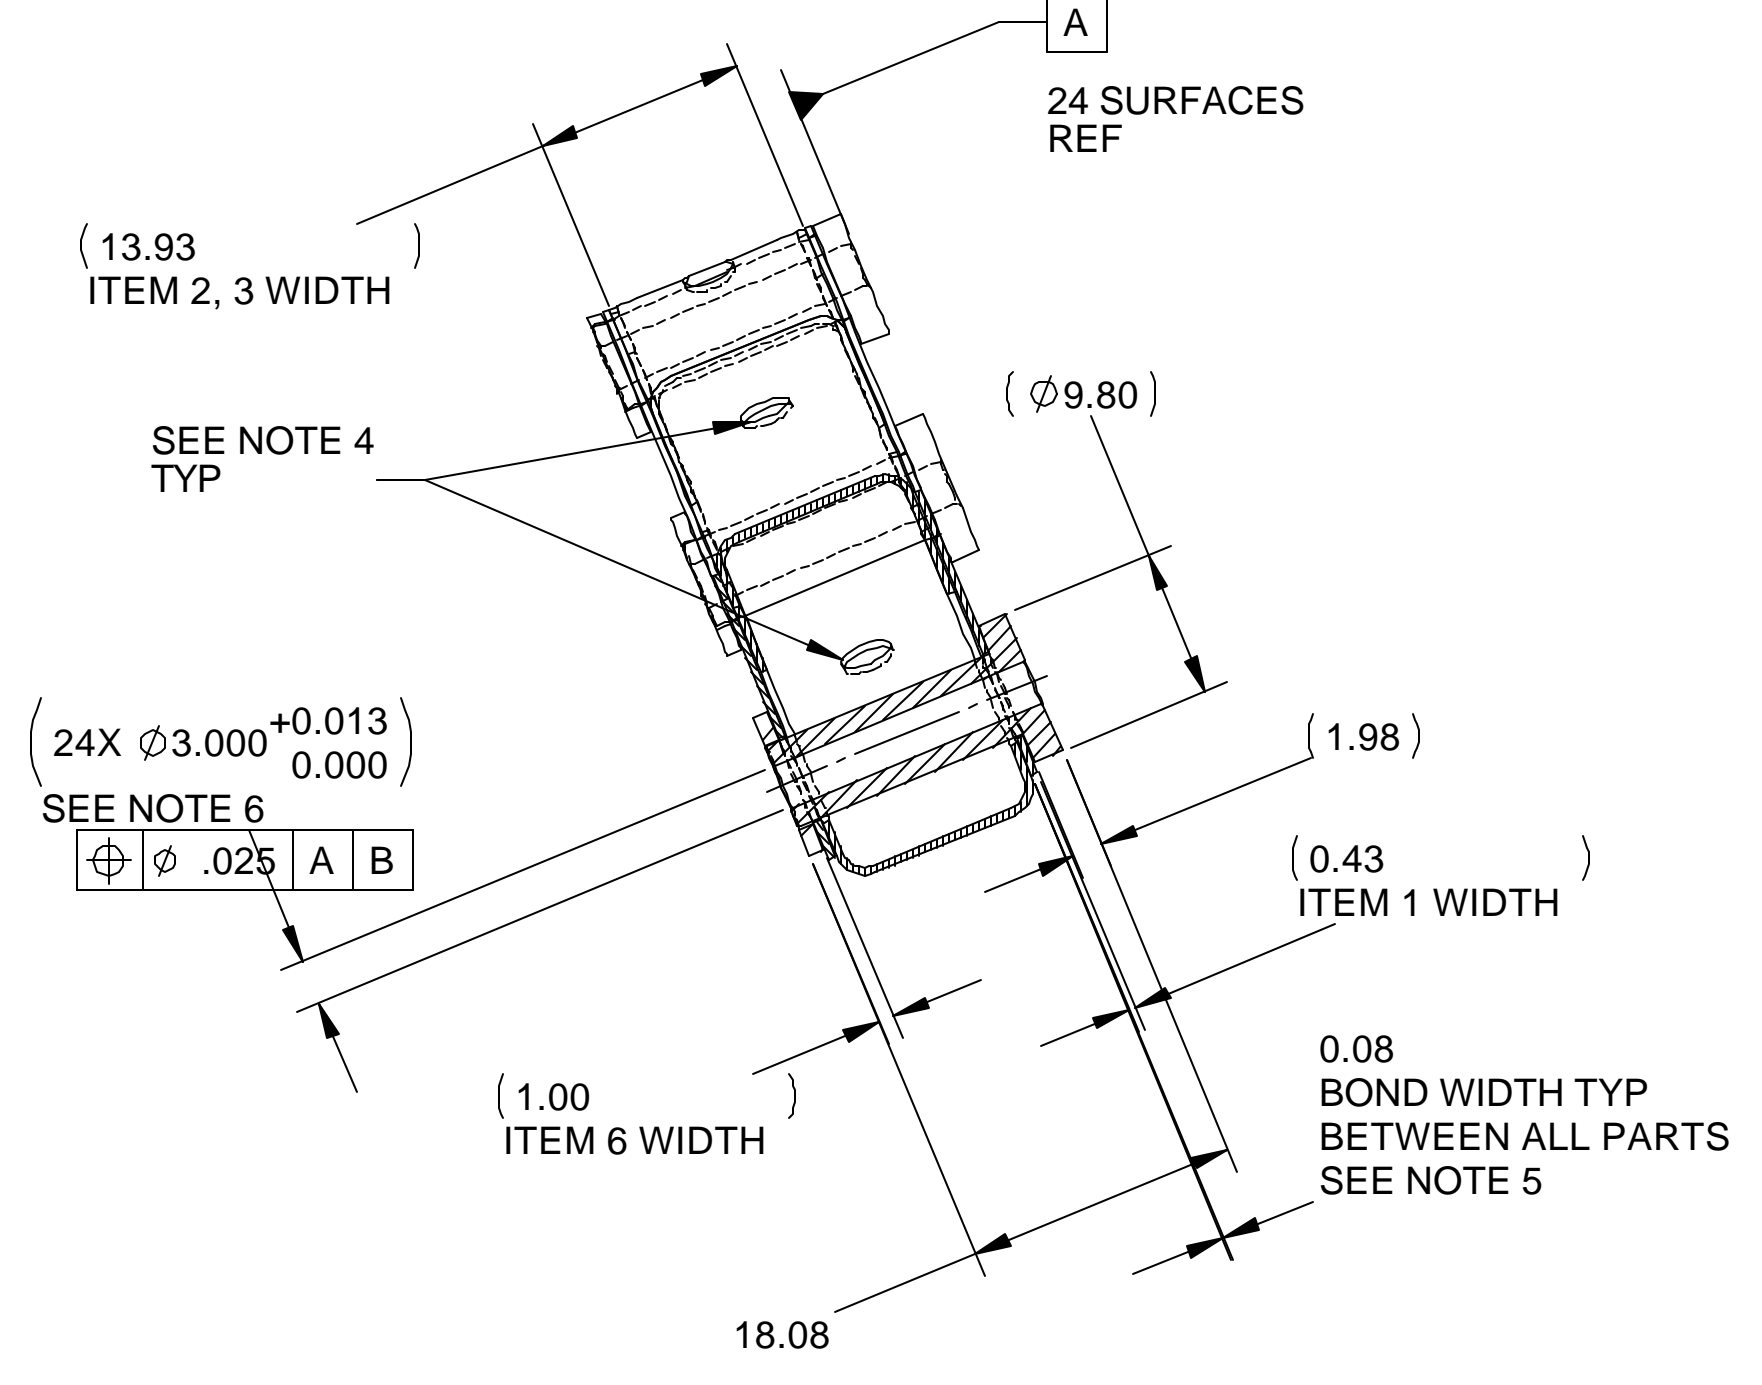 A
24 SURFACES
REF
( 13.93 )
ITEM 2, 3 WIDTH
( ⌀9.80 )
SEE NOTE 4
TYP
( 24X ⌀3.000 +0.013 )
0.000
SEE NOTE 6
⌖ ⌀ .025 A B
( 1.98 )
( 0.43 )
ITEM 1 WIDTH
( 1.00 )
ITEM 6 WIDTH
0.08
BOND WIDTH TYP
BETWEEN ALL PARTS
SEE NOTE 5
18.08